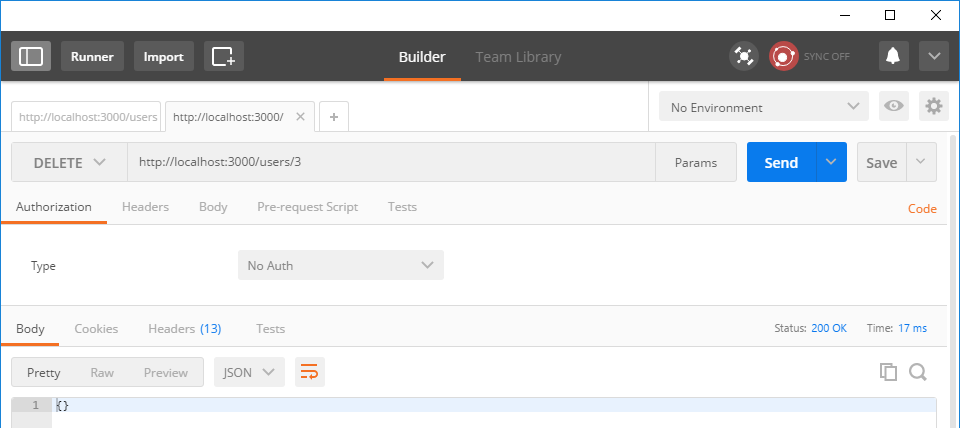 Runner Import Builder Team Library SYNC OFF
http://localhost:3000/users http://localhost:3000/ No Environment
DELETE http://localhost:3000/users/3 Params Send Save
Authorization Headers Body Pre-request Script Tests Code
Type No Auth
Body Cookies Headers (13) Tests Status: 200 OK Time: 17 ms
Pretty Raw Preview JSON
1 {}